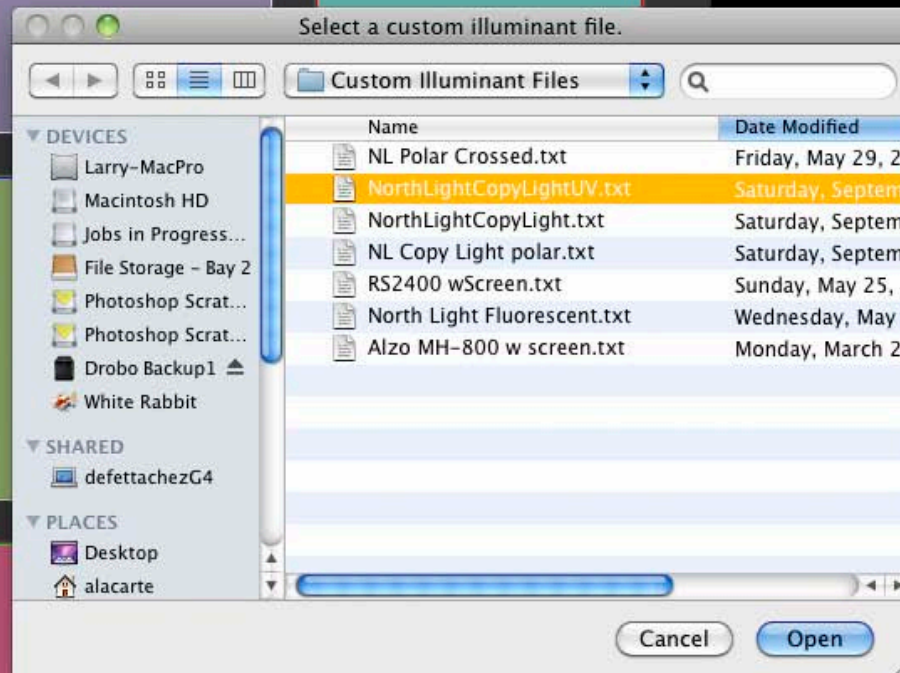 Select a custom illuminant file.
Custom Illuminant Files
DEVICES
Larry-MacPro
Macintosh HD
Jobs in Progress...
File Storage - Bay 2
Photoshop Scrat...
Photoshop Scrat...
Drobo Backup1
White Rabbit
SHARED
defettachezG4
PLACES
Desktop
alacarte
Name Date Modified
NL Polar Crossed.txt Friday, May 29, 2
NorthLightCopyLightUV.txt Saturday, Septem
NorthLightCopyLight.txt Saturday, Septem
NL Copy Light polar.txt Saturday, Septem
RS2400 wScreen.txt Sunday, May 25,
North Light Fluorescent.txt Wednesday, May
Alzo MH-800 w screen.txt Monday, March 2
Cancel Open